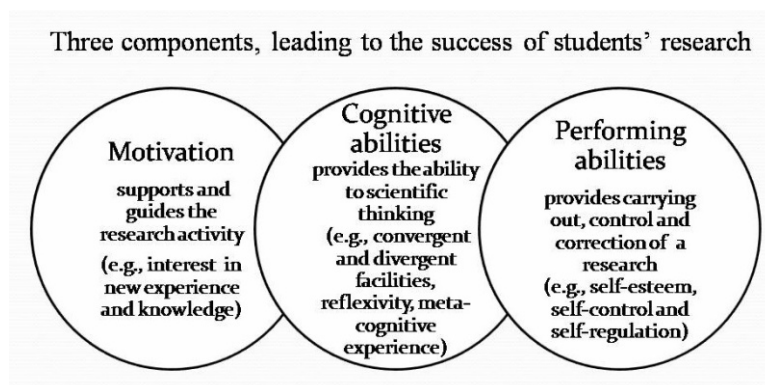 Three components, leading to the success of students' research
Motivation
supports and
guides the
research activity
(e.g., interest in
new experience
and knowledge)
Cognitive
abilities
provides the ability
to scientific
thinking
(e.g., convergent
and divergent
facilities,
reflexivity, meta-
cognitive
experience)
Performing
abilities
provides carrying
out, control and
correction of a
research
(e.g., self-esteem,
self-control and
self-regulation)